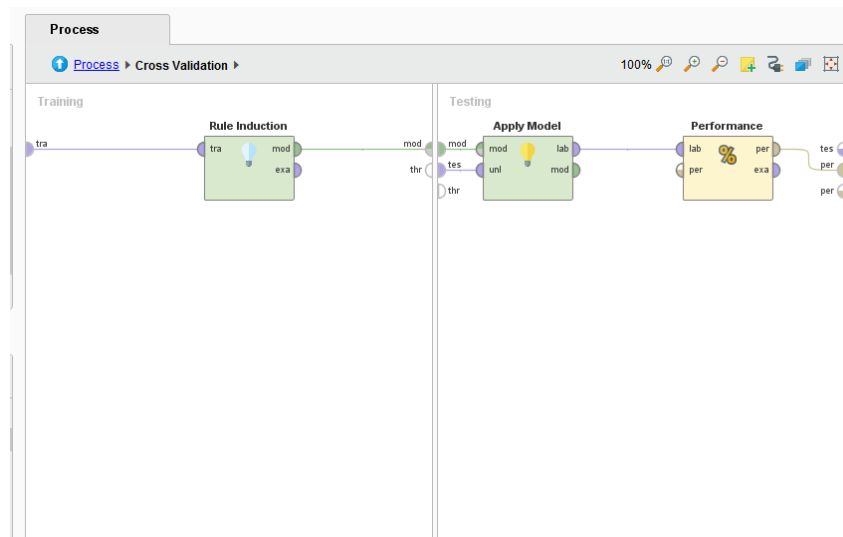 Process
Process Cross Validation
100%
Training
Testing
Rule Induction
Apply Model
Performance
tra
tra mod
exa
mod
thr
mod
tes
thr
mod lab
unl mod
lab per
per exa
tes
per
per